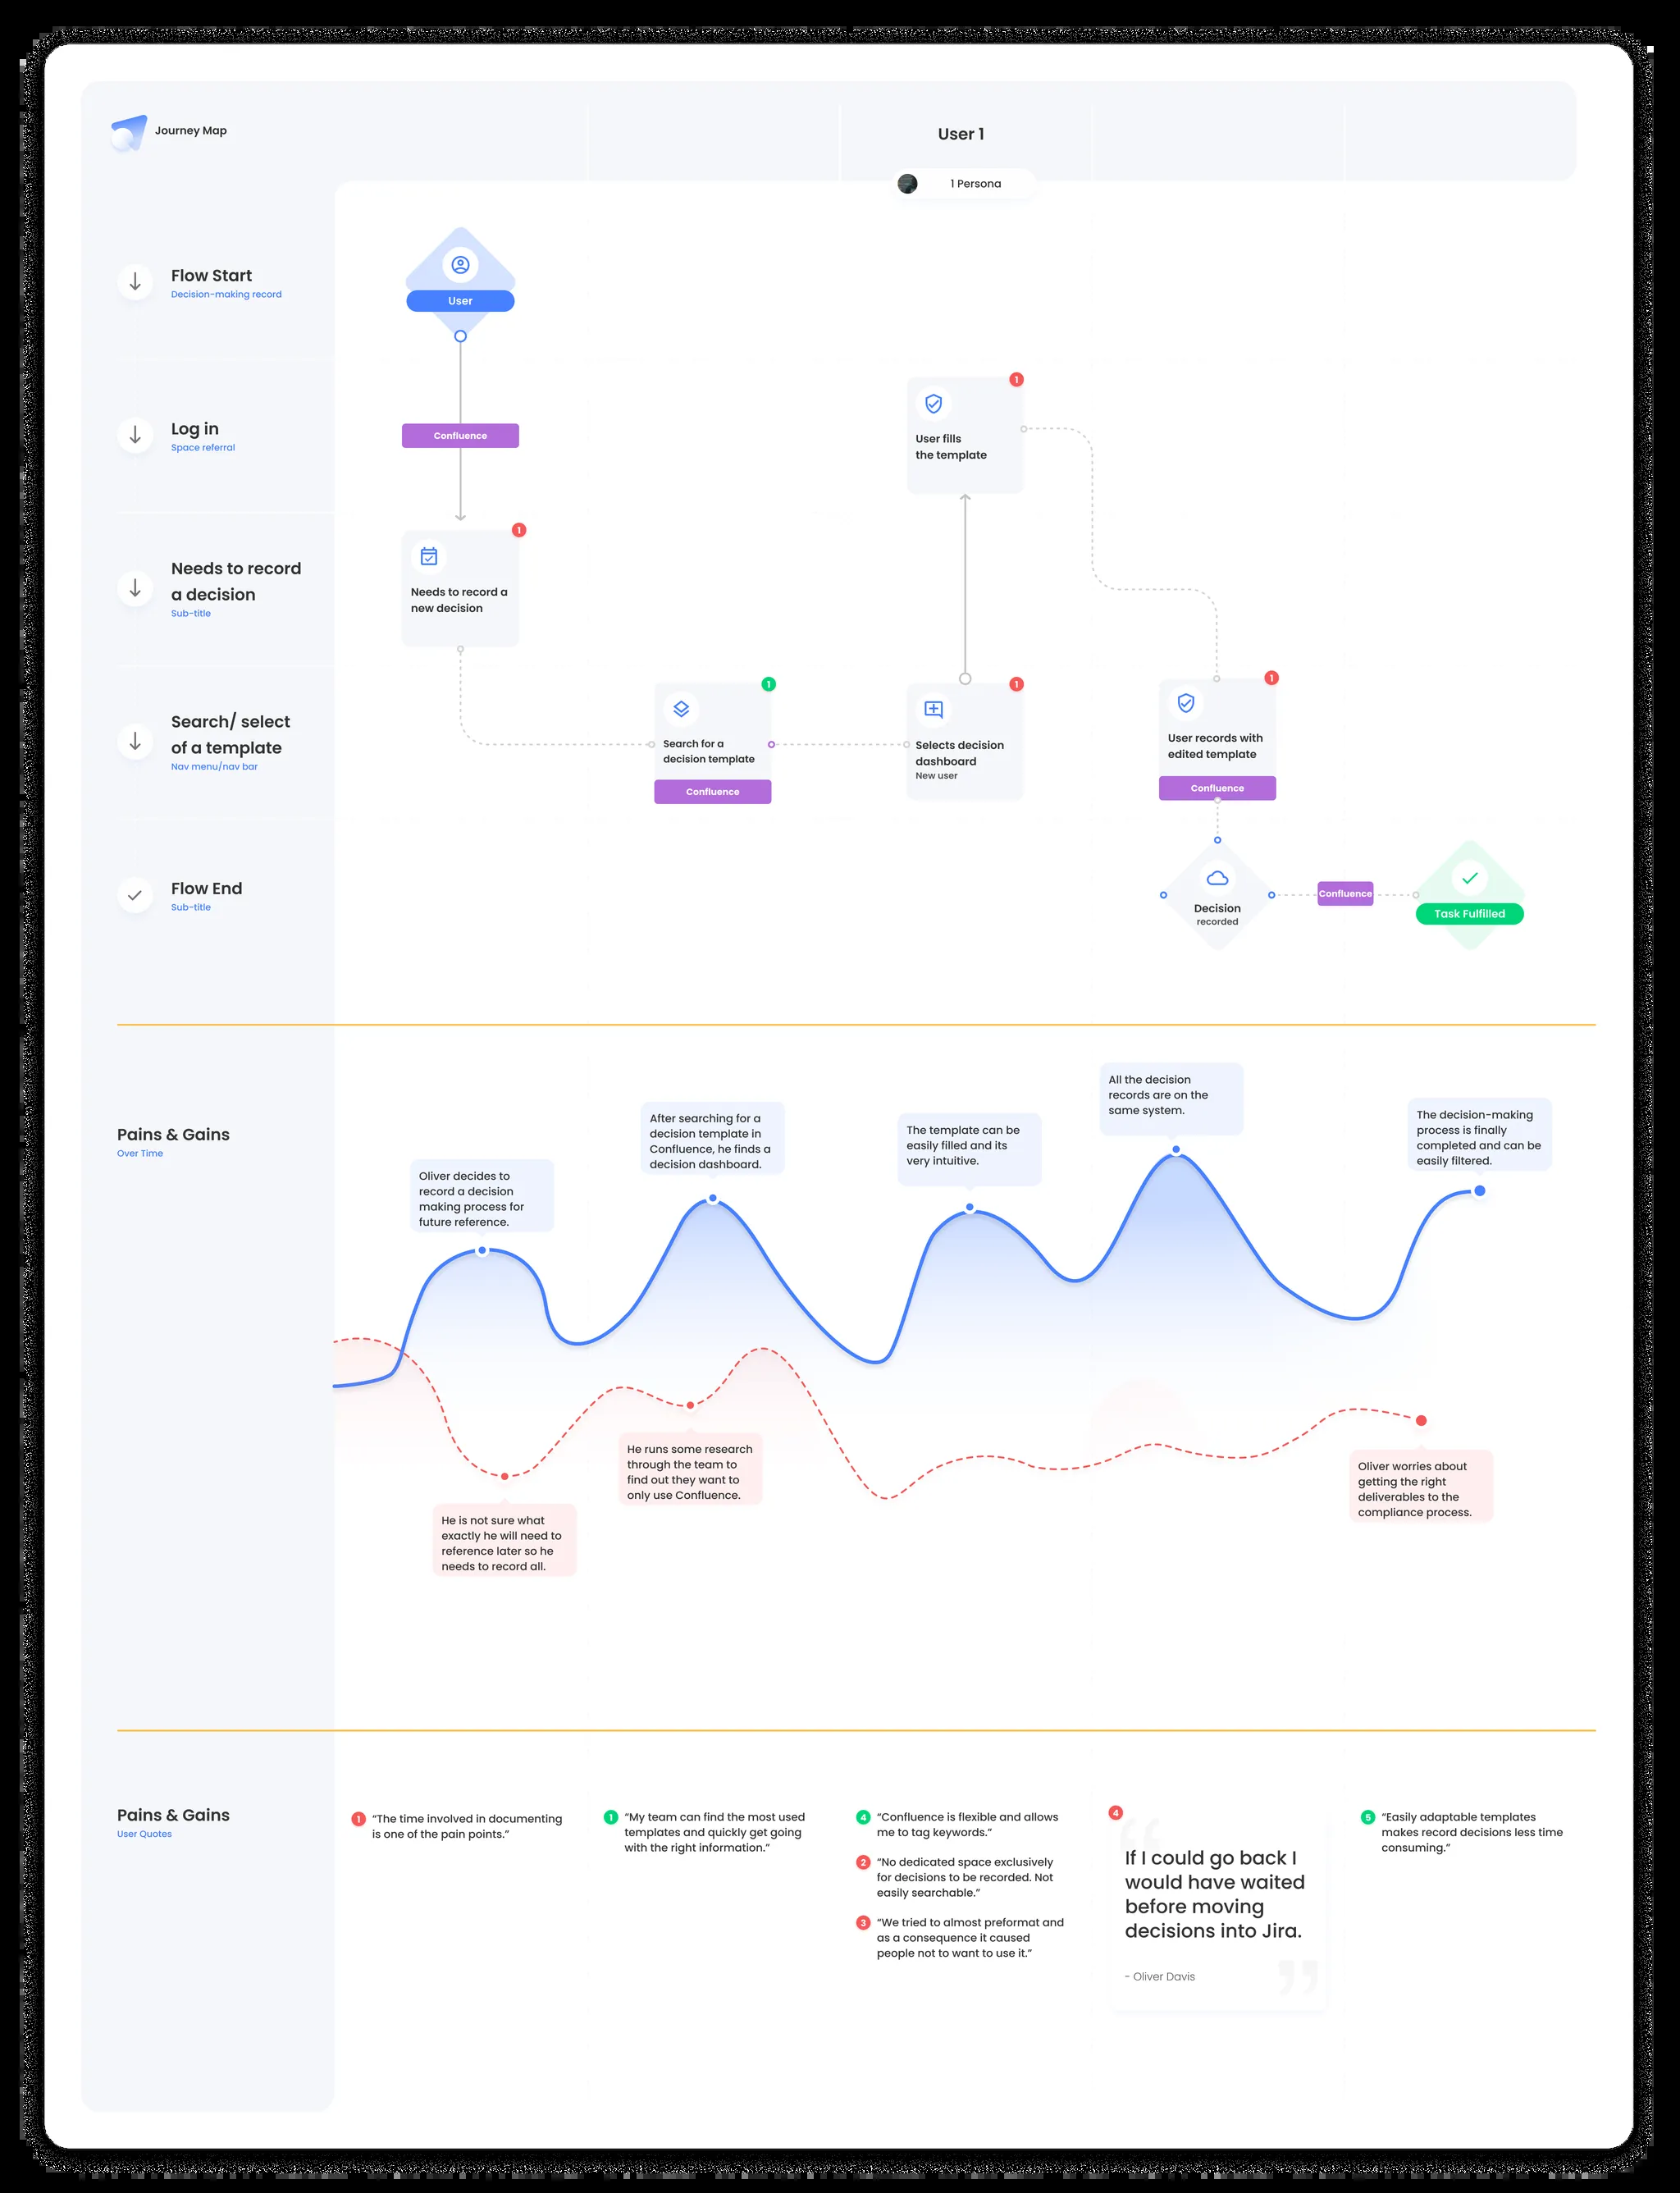 Journey Map
User 1
1 Persona
Flow Start
Decision-making record
User
Log in
Space referral
Confluence
1
User fills
the template
Needs to record
a decision
Sub-title
1
Needs to record a
new decision
Search/ select
of a template
Nav menu/nav bar
1
Search for a
decision template
Confluence
1
Selects decision
dashboard
New user
1
User records with
edited template
Confluence
Flow End
Sub-title
Decision
recorded
Confluence
Task Fulfilled
Pains & Gains
Over Time
Oliver decides to
record a decision
making process for
future reference.
After searching for a
decision template in
Confluence, he finds a
decision dashboard.
The template can be
easily filled and its
very intuitive.
All the decision
records are on the
same system.
The decision-making
process is finally
completed and can be
easily filtered.
He is not sure what
exactly he will need to
reference later so he
needs to record all.
He runs some research
through the team to
find out they want to
only use Confluence.
Oliver worries about
getting the right
deliverables to the
compliance process.
Pains & Gains
User Quotes
1 “The time involved in documenting
is one of the pain points.”
1 “My team can find the most used
templates and quickly get going
with the right information.”
4 “Confluence is flexible and allows
me to tag keywords.”
2 “No dedicated space exclusively
for decisions to be recorded. Not
easily searchable.”
3 “We tried to almost preformat and
as a consequence it caused
people not to want to use it.”
4
“
If I could go back I
would have waited
before moving
decisions into Jira.
- Oliver Davis
”
5 “Easily adaptable templates
makes record decisions less time
consuming.”